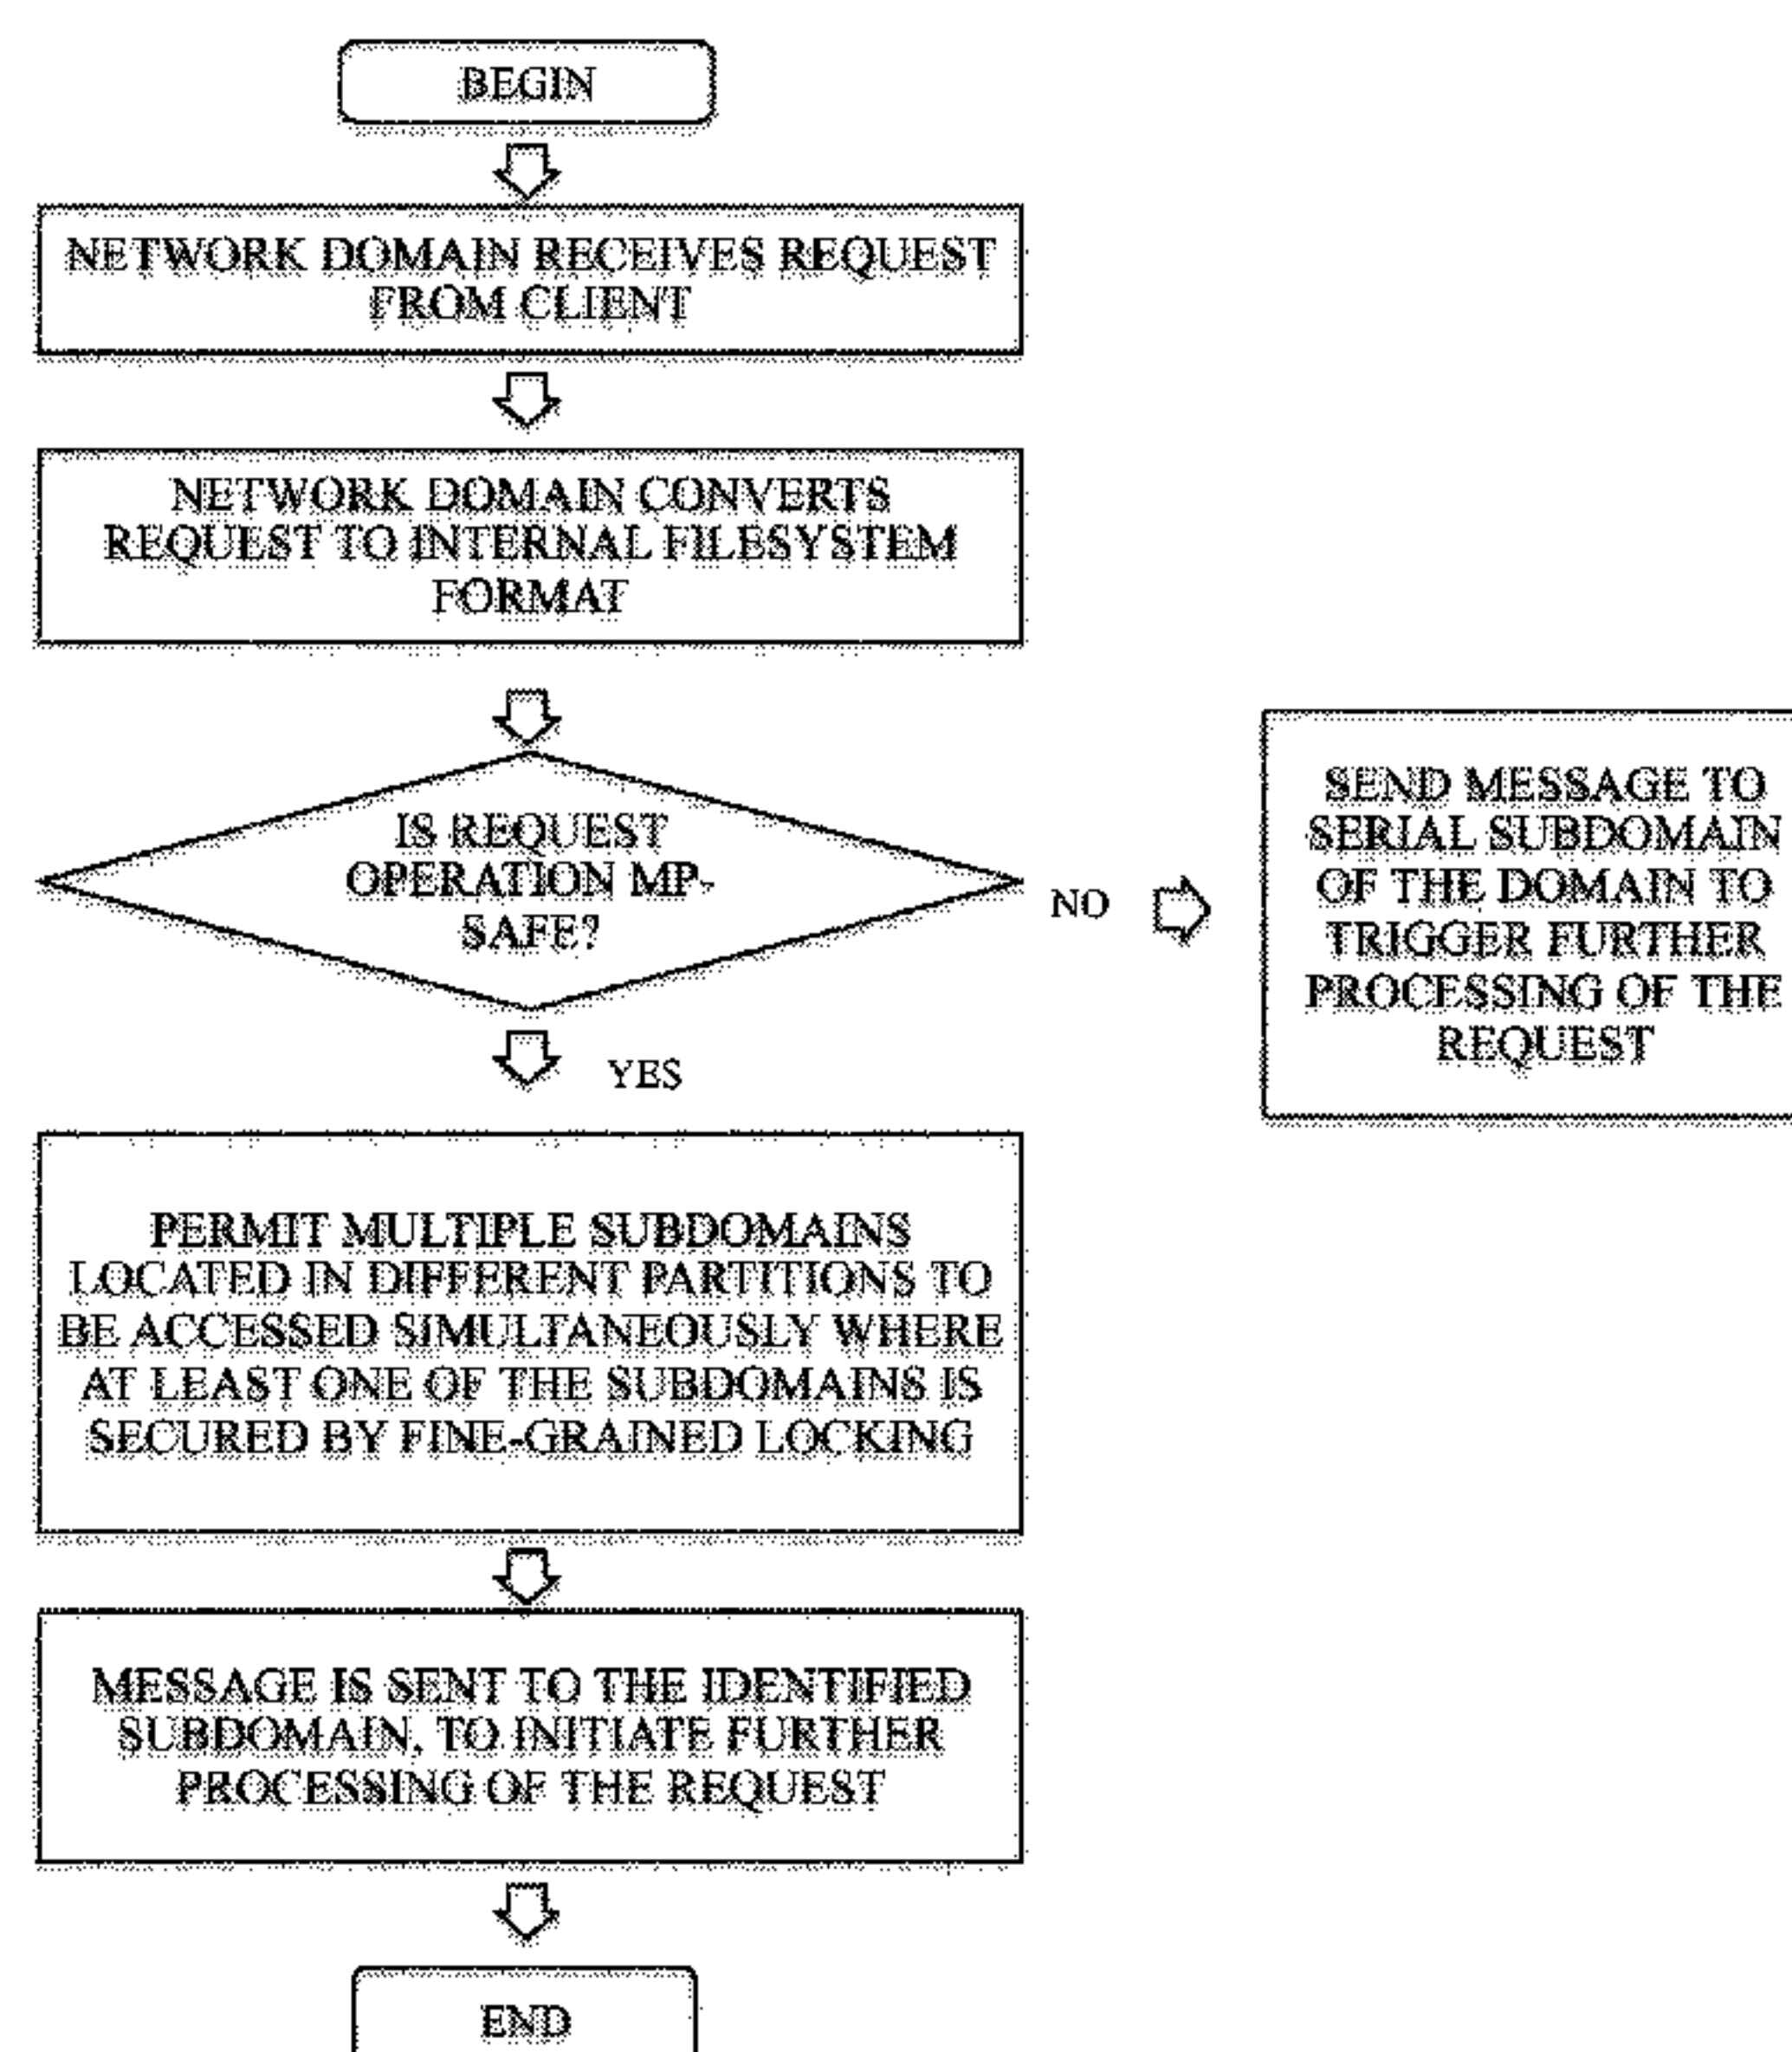 BEGIN
NETWORK DOMAIN RECEIVES REQUEST
FROM CLIENT
NETWORK DOMAIN CONVERTS
REQUEST TO INTERNAL FILESYSTEM
FORMAT
IS REQUEST
OPERATION MP-
SAFE?
NO
SEND MESSAGE TO
SERIAL SUBDOMAIN
OF THE DOMAIN TO
TRIGGER FURTHER
PROCESSING OF THE
REQUEST
YES
PERMIT MULTIPLE SUBDOMAINS
LOCATED IN DIFFERENT PARTITIONS TO
BE ACCESSED SIMULTANEOUSLY WHERE
AT LEAST ONE OF THE SUBDOMAINS IS
SECURED BY FINE-GRAINED LOCKING
MESSAGE IS SENT TO THE IDENTIFIED
SUBDOMAIN, TO INITIATE FURTHER
PROCESSING OF THE REQUEST
END